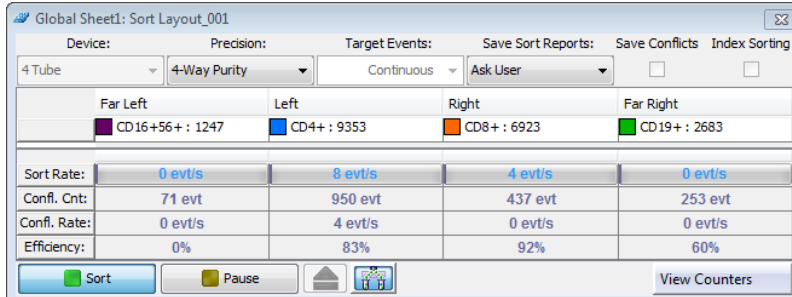 Global Sheet1: Sort Layout_001
Device: Precision: Target Events: Save Sort Reports: Save Conflicts Index Sorting
4 Tube 4-Way Purity Continuous Ask User
Far Left Left Right Far Right
CD16+56+ : 1247 CD4+ : 9353 CD8+ : 6923 CD19+ : 2683
Sort Rate: 0 evt/s 8 evt/s 4 evt/s 0 evt/s
Confl. Cnt: 71 evt 950 evt 437 evt 253 evt
Confl. Rate: 0 evt/s 4 evt/s 0 evt/s 0 evt/s
Efficiency: 0% 83% 92% 60%
Sort Pause View Counters